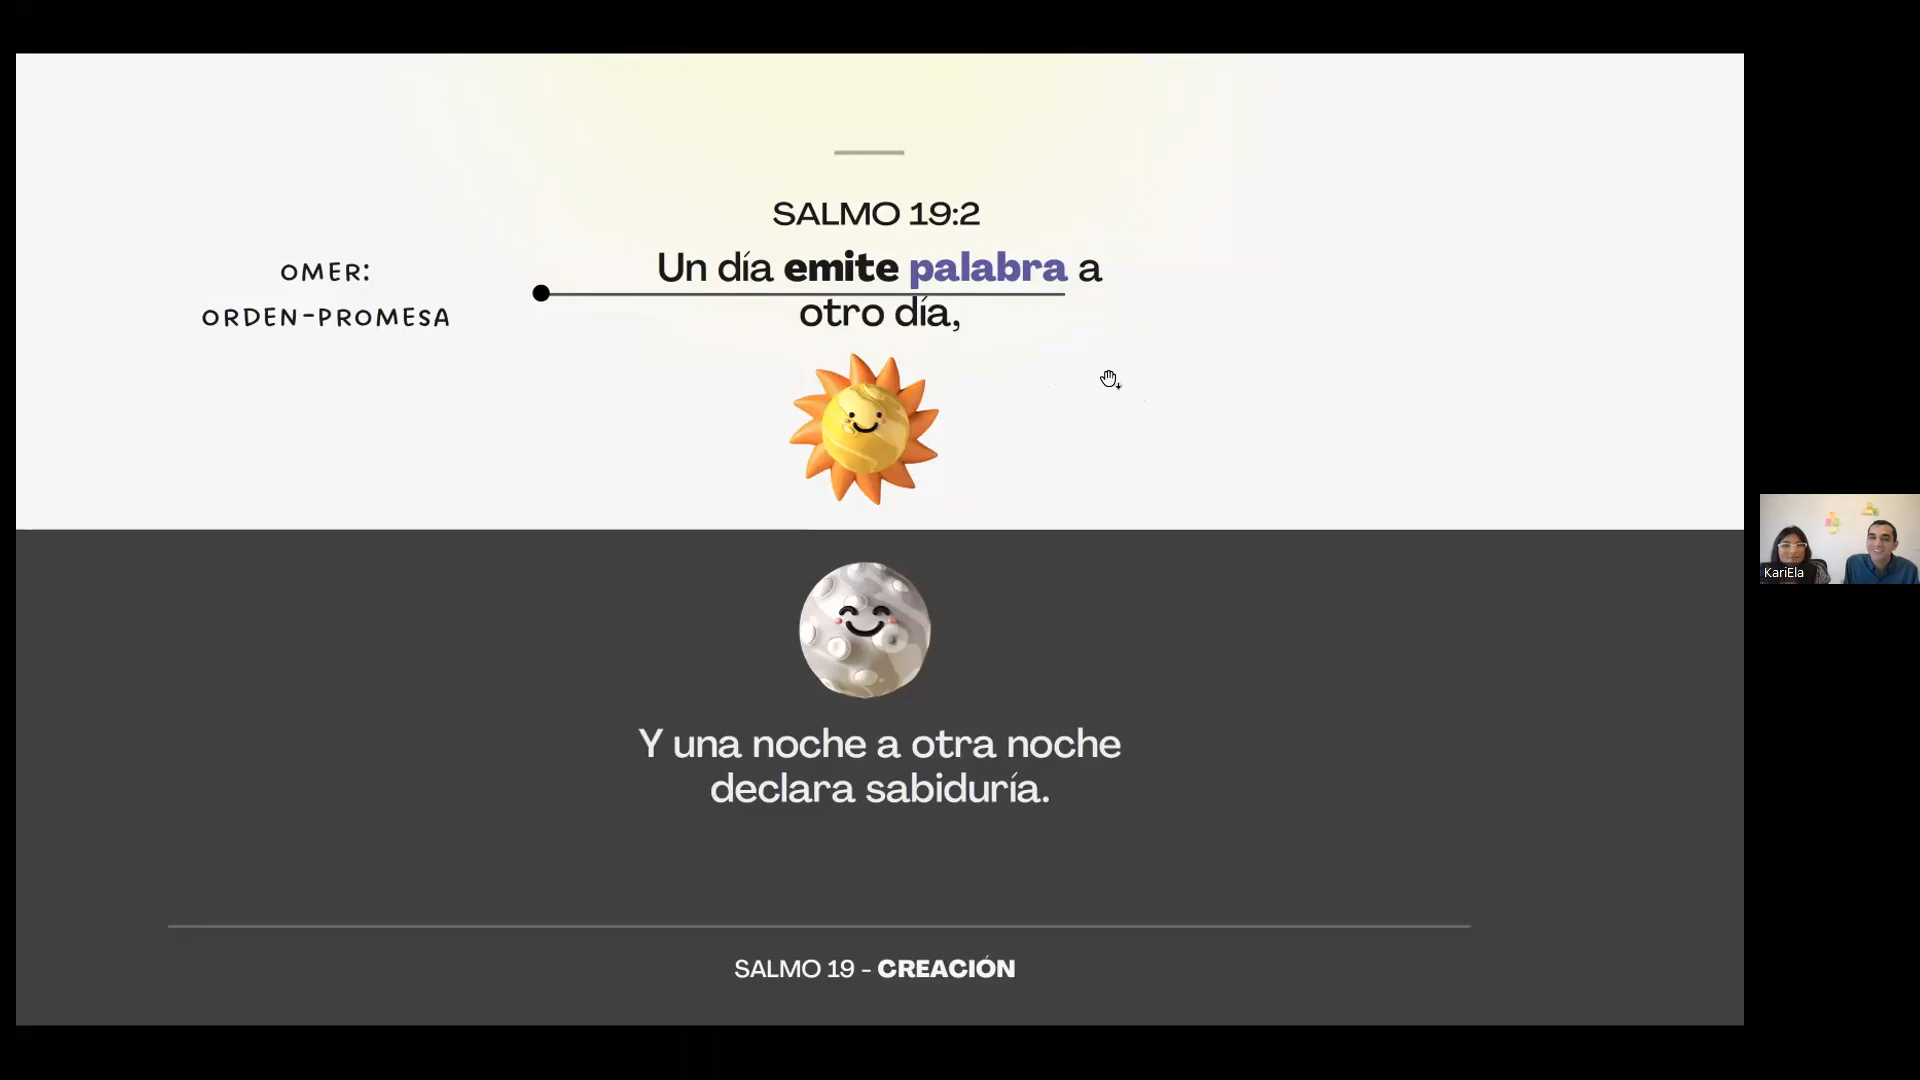 SALMO 19:2
Un día emite palabra a
otro día,
OMER:
ORDEN-PROMESA
Y una noche a otra noche
declara sabiduría.
SALMO 19 - CREACIÓN
KariEla